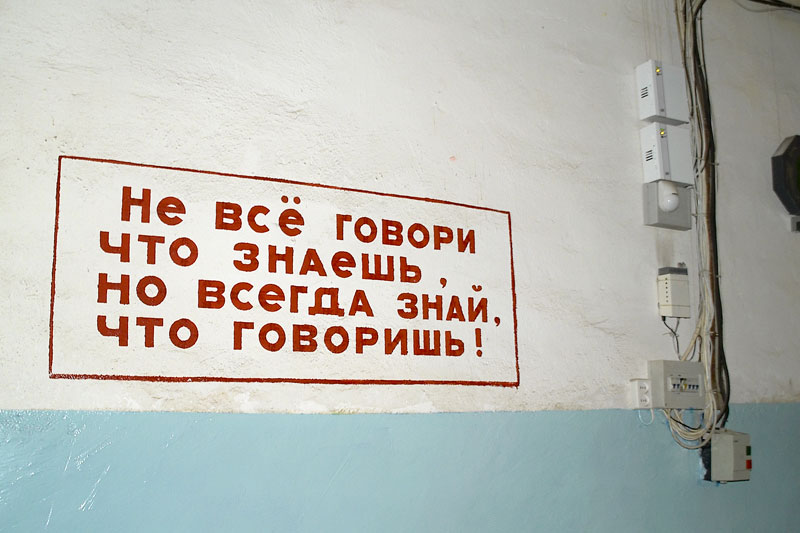 Не всё говори
что знаешь,
но всегда знай,
что говоришь!